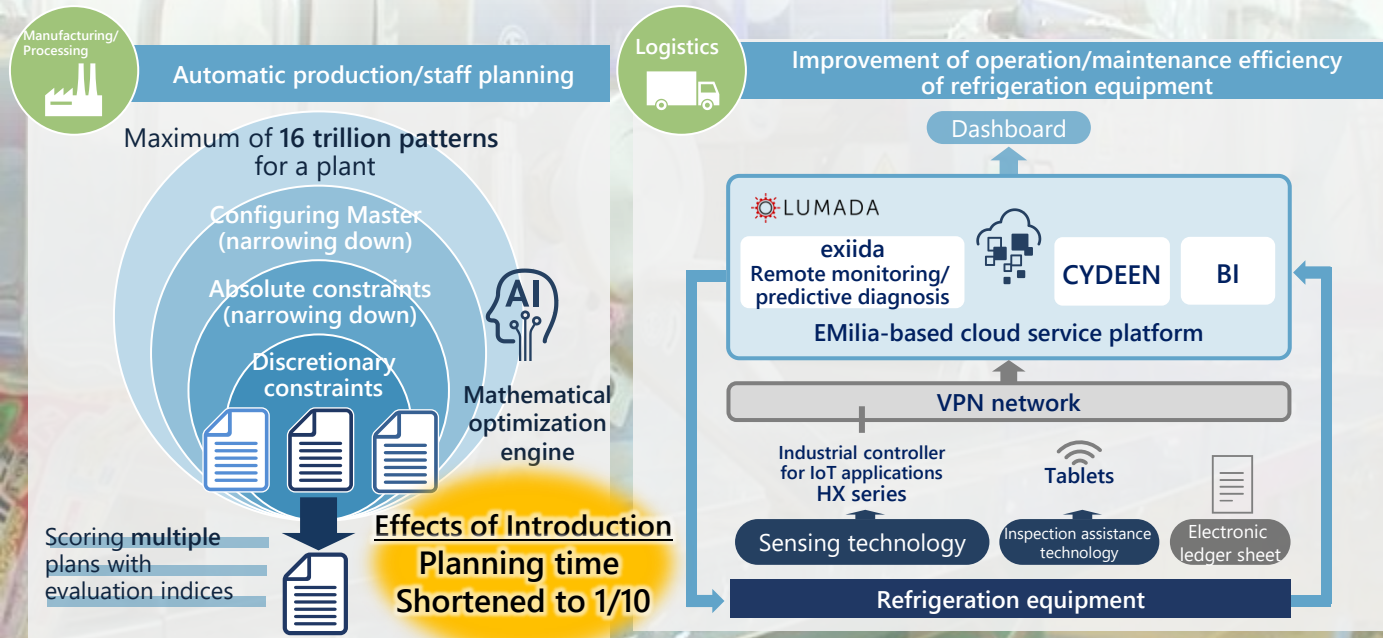 Manufacturing/
Processing
Automatic production/staff planning
Maximum of 16 trillion patterns
for a plant
Configuring Master
(narrowing down)
Absolute constraints
(narrowing down)
Discretionary
constraints
AI
Mathematical
optimization
engine
Scoring multiple
plans with
evaluation indices
Effects of Introduction
Planning time
Shortened to 1/10
Logistics
Improvement of operation/maintenance efficiency
of refrigeration equipment
Dashboard
LUMADA
exiida
Remote monitoring/
predictive diagnosis
CYDEEN
BI
EMilia-based cloud service platform
VPN network
Industrial controller
for IoT applications
HX series
Tablets
Sensing technology
Inspection assistance
technology
Electronic
ledger sheet
Refrigeration equipment